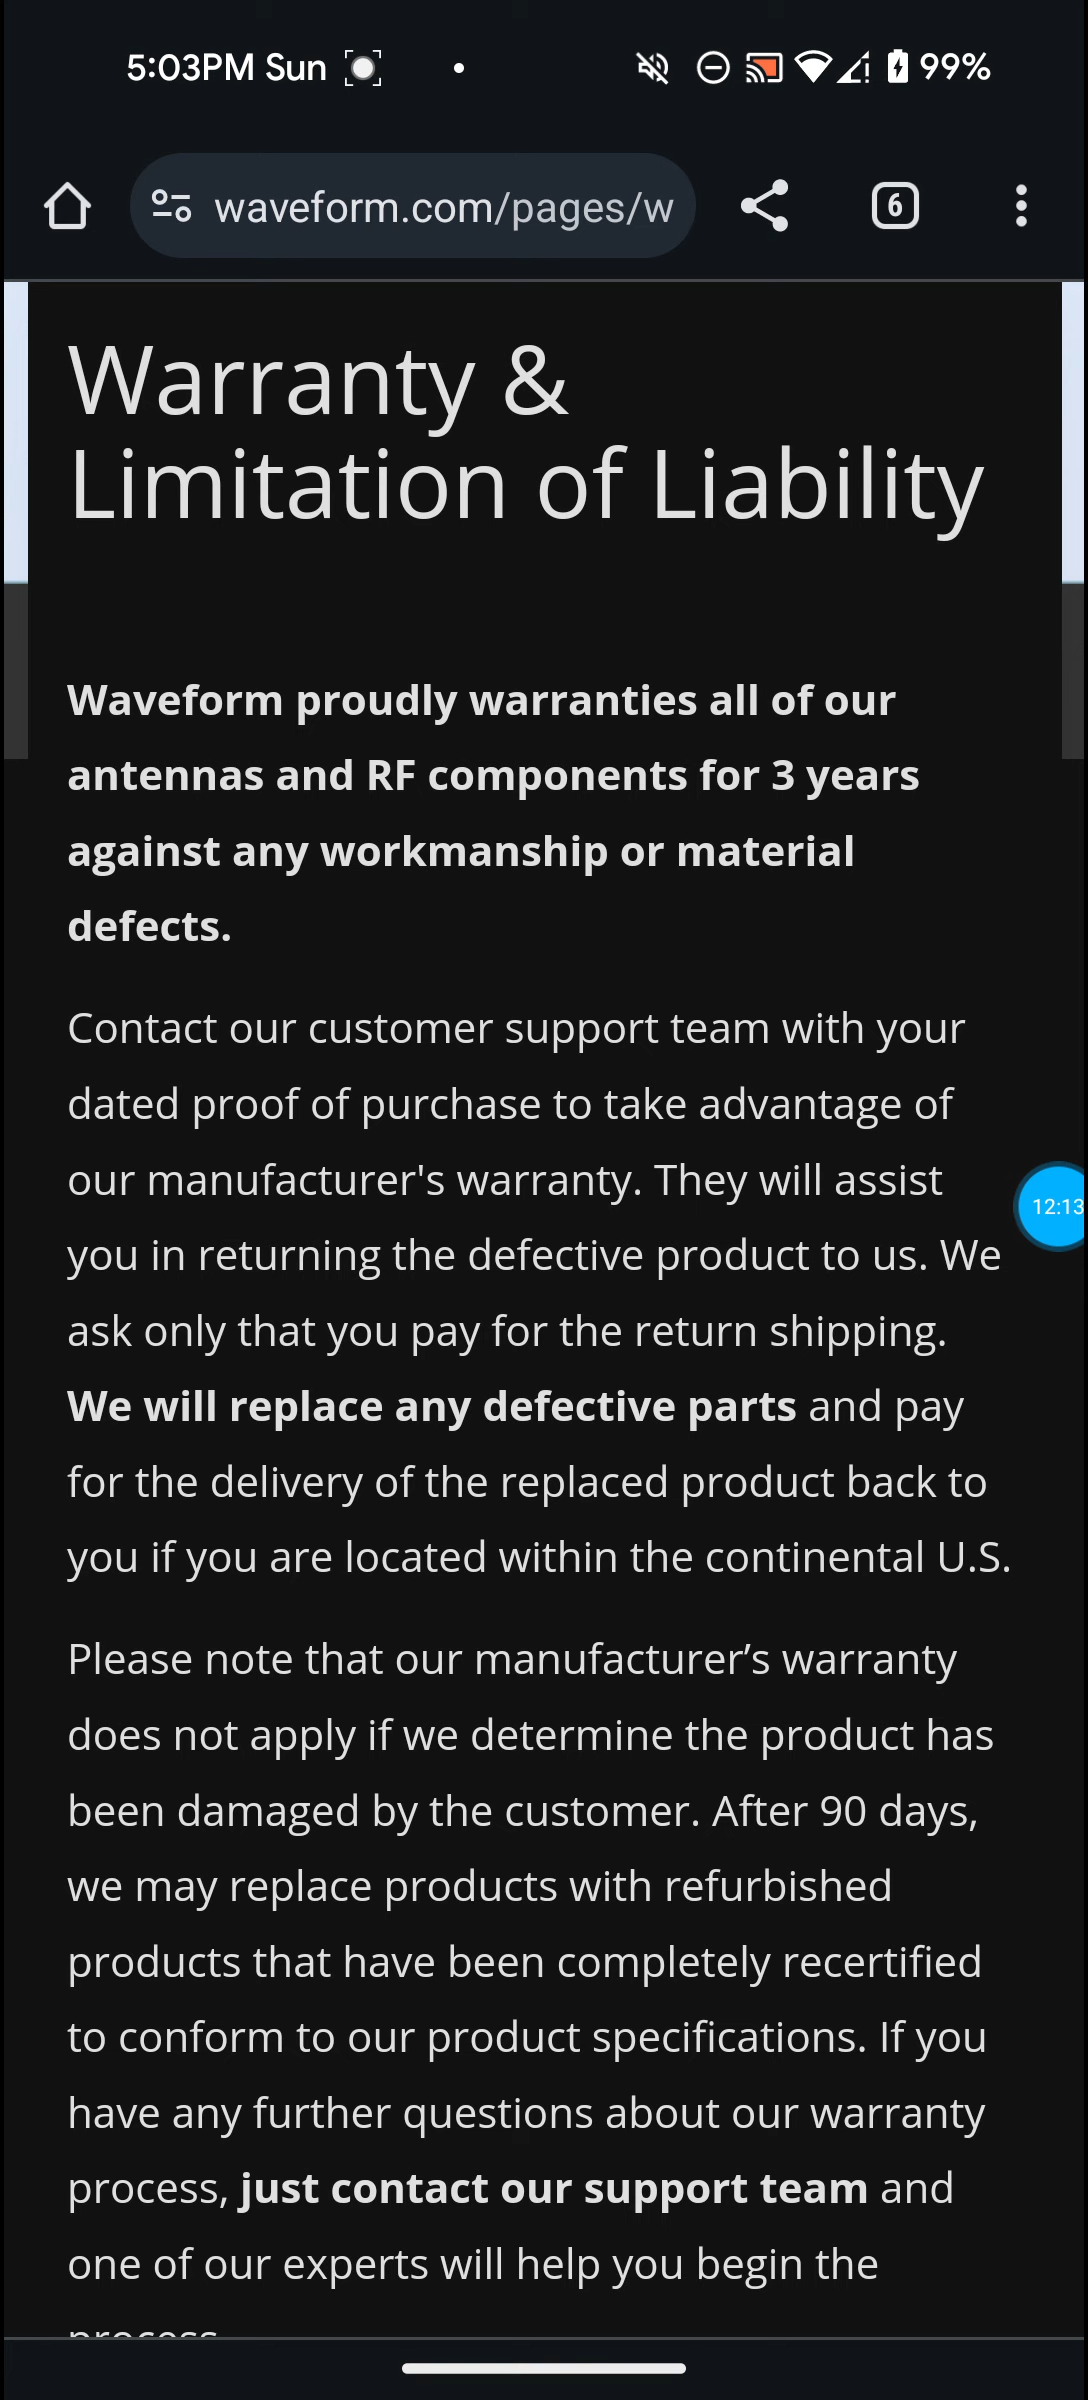 5:03PM Sun
99%
waveform.com/pages/w
6
Warranty &
Limitation of Liability
Waveform proudly warranties all of our
antennas and RF components for 3 years
against any workmanship or material
defects.
Contact our customer support team with your
dated proof of purchase to take advantage of
our manufacturer's warranty. They will assist
you in returning the defective product to us. We
ask only that you pay for the return shipping.
We will replace any defective parts and pay
for the delivery of the replaced product back to
you if you are located within the continental U.S.
12:13
Please note that our manufacturer’s warranty
does not apply if we determine the product has
been damaged by the customer. After 90 days,
we may replace products with refurbished
products that have been completely recertified
to conform to our product specifications. If you
have any further questions about our warranty
process, just contact our support team and
one of our experts will help you begin the
process.